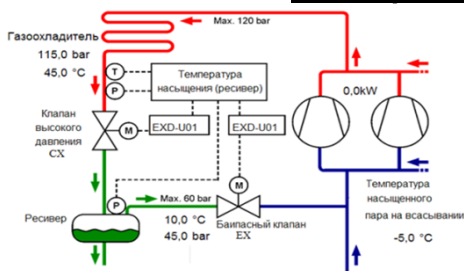 Max. 120 bar
Газоохладитель
115,0 bar
45,0 °C
T
P
Температура
насыщения (ресивер)
0,0kW
Клапан
высокого
давления
CX
M
EXD-U01
EXD-U01
M
P
Max. 60 bar
Ресивер
10,0 °C
45,0 bar
Баипасный клапан
EX
Температура
насыщенного
пара на всасывании
-5,0 °C